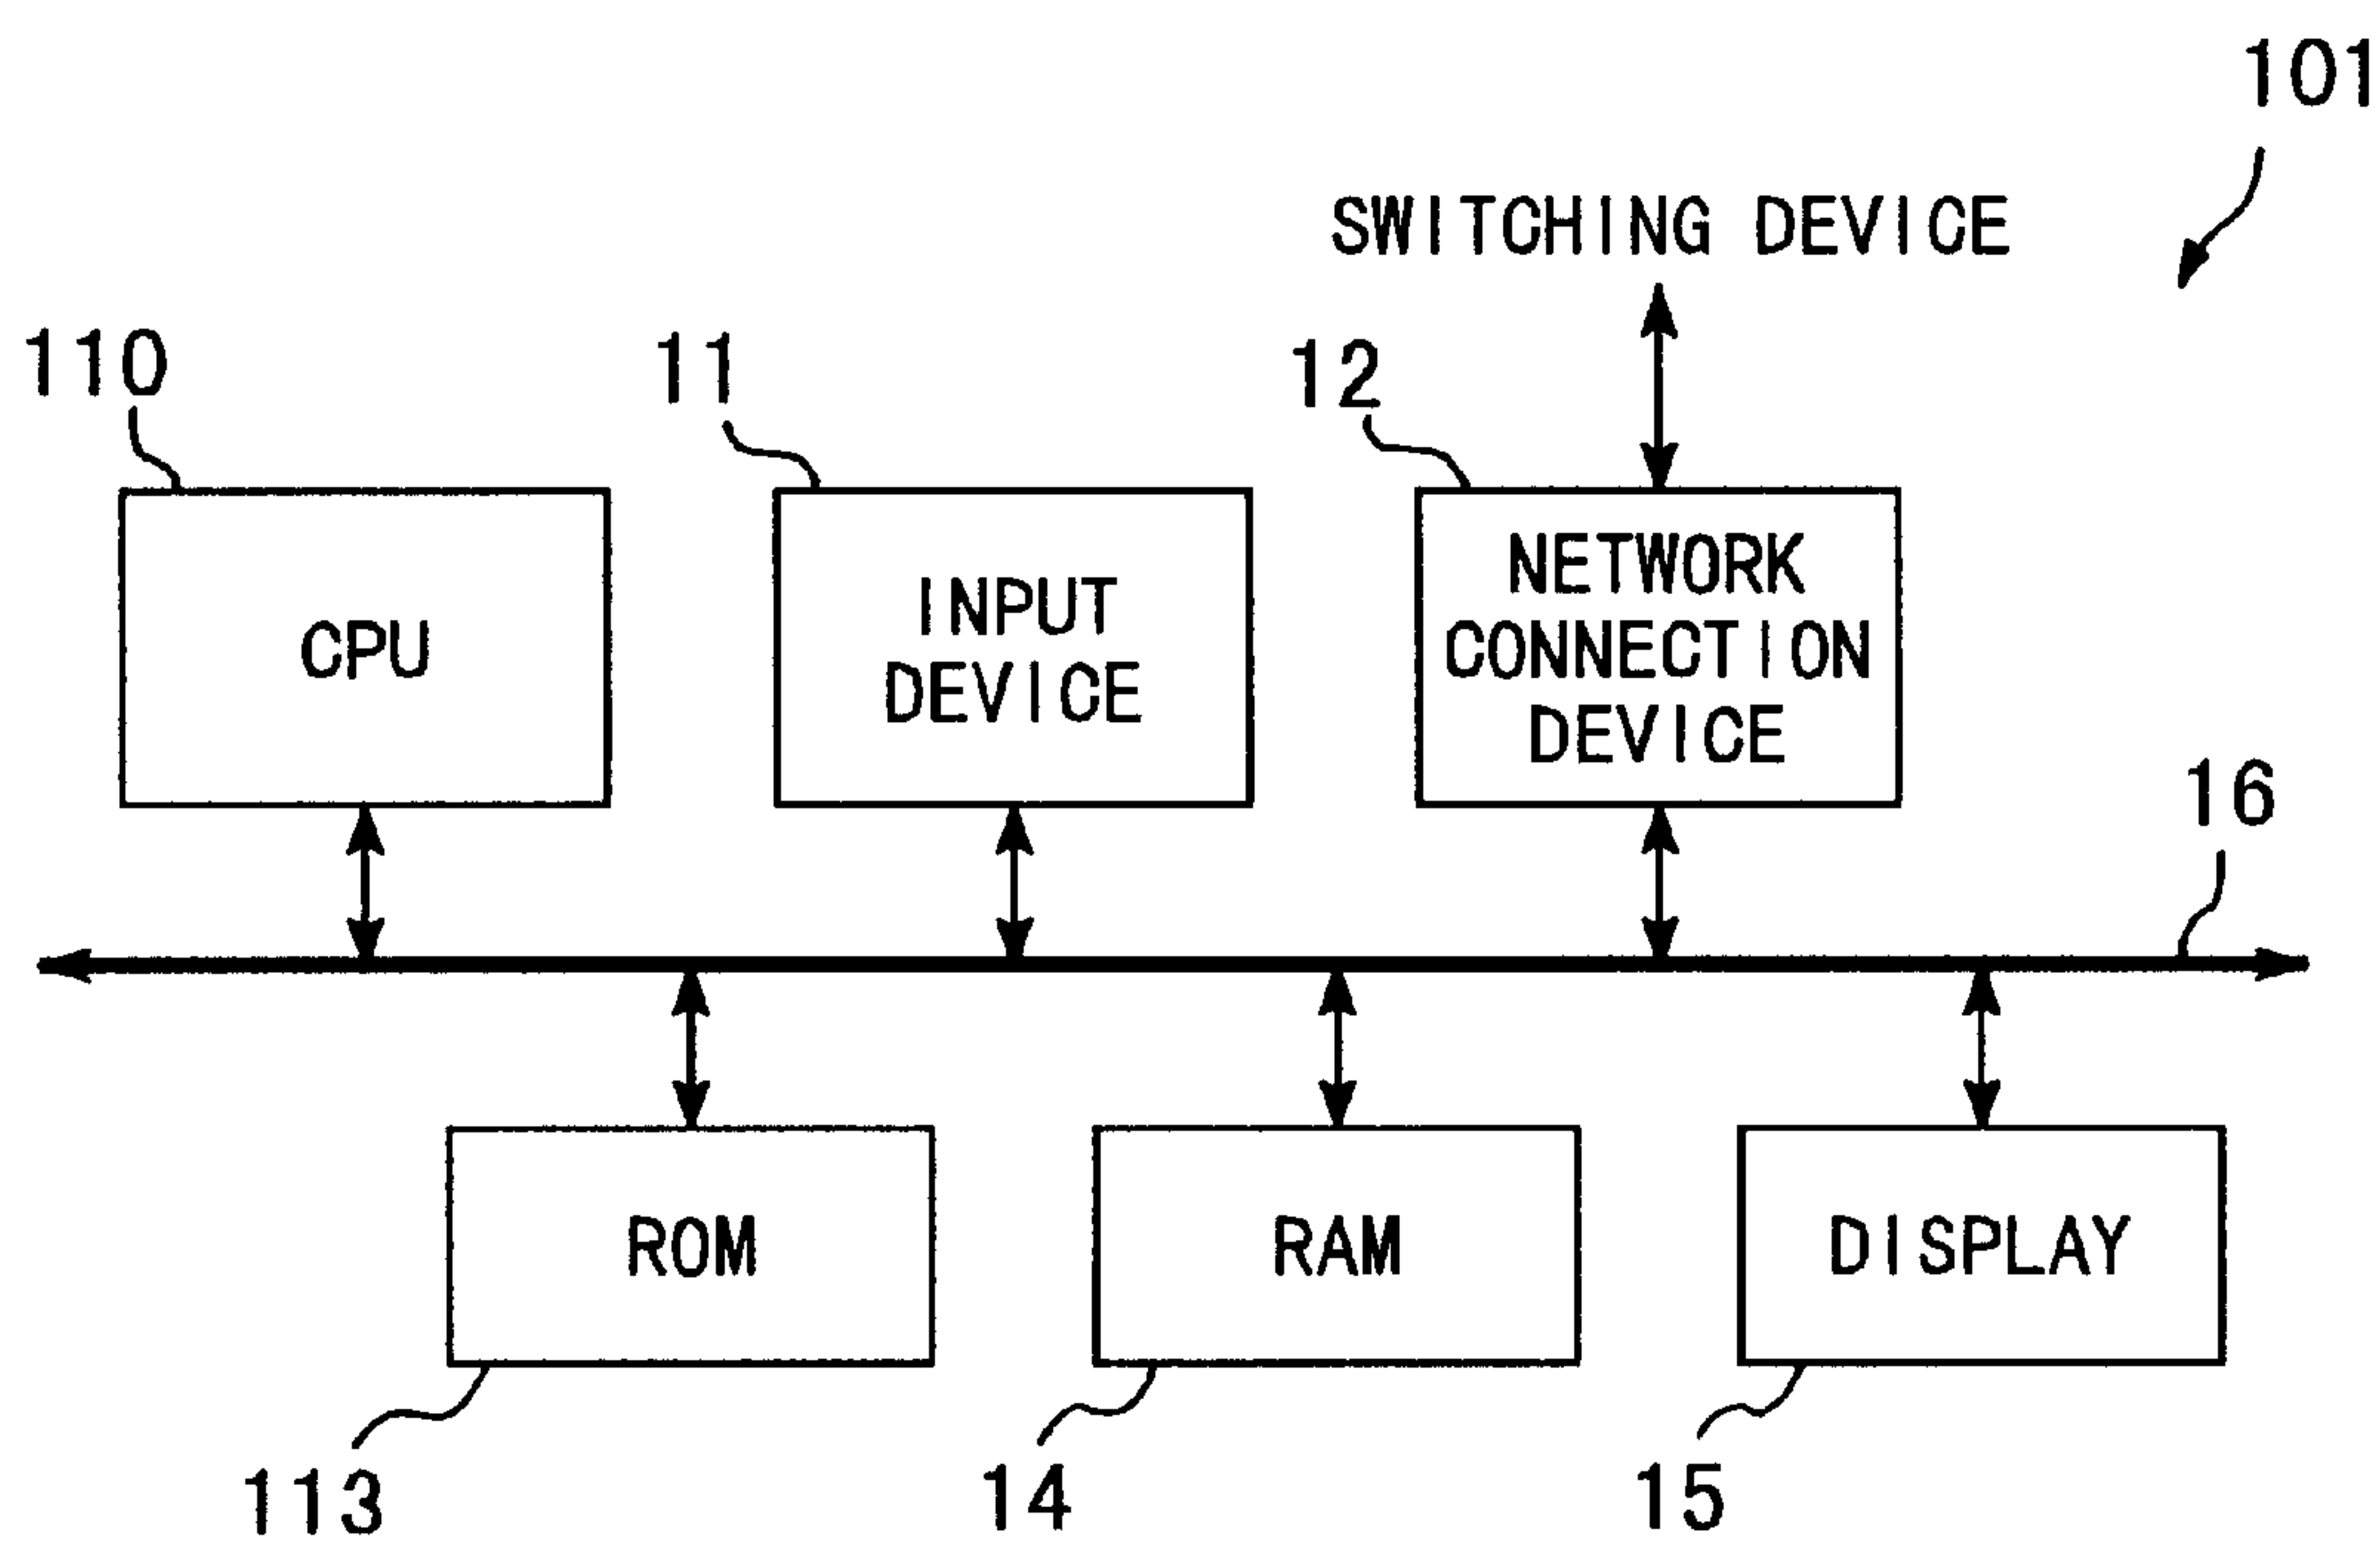 101
SWITCHING DEVICE
110
11
12
CPU
INPUT
DEVICE
NETWORK
CONNECTION
DEVICE
16
ROM
RAM
DISPLAY
113
14
15